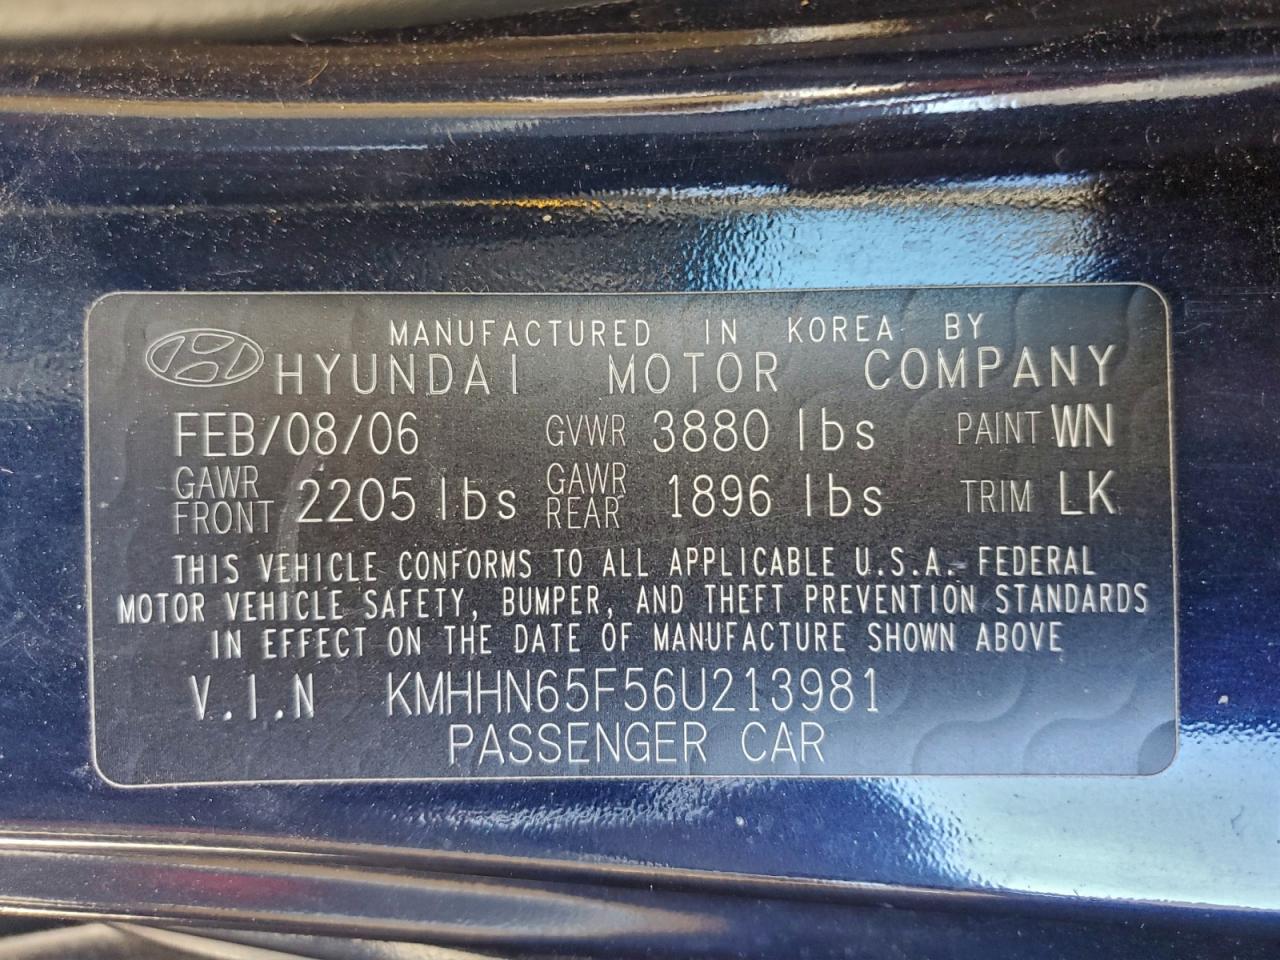 MANUFACTURED IN KOREA BY
HYUNDAI MOTOR COMPANY
FEB/08/06 GVWR 3880 lbs PAINT WN
GAWR FRONT 2205 lbs GAWR REAR 1896 lbs TRIM LK
THIS VEHICLE CONFORMS TO ALL APPLICABLE U.S.A. FEDERAL
MOTOR VEHICLE SAFETY, BUMPER, AND THEFT PREVENTION STANDARDS
IN EFFECT ON THE DATE OF MANUFACTURE SHOWN ABOVE
V.I.N KMHHN65F56U213981
PASSENGER CAR